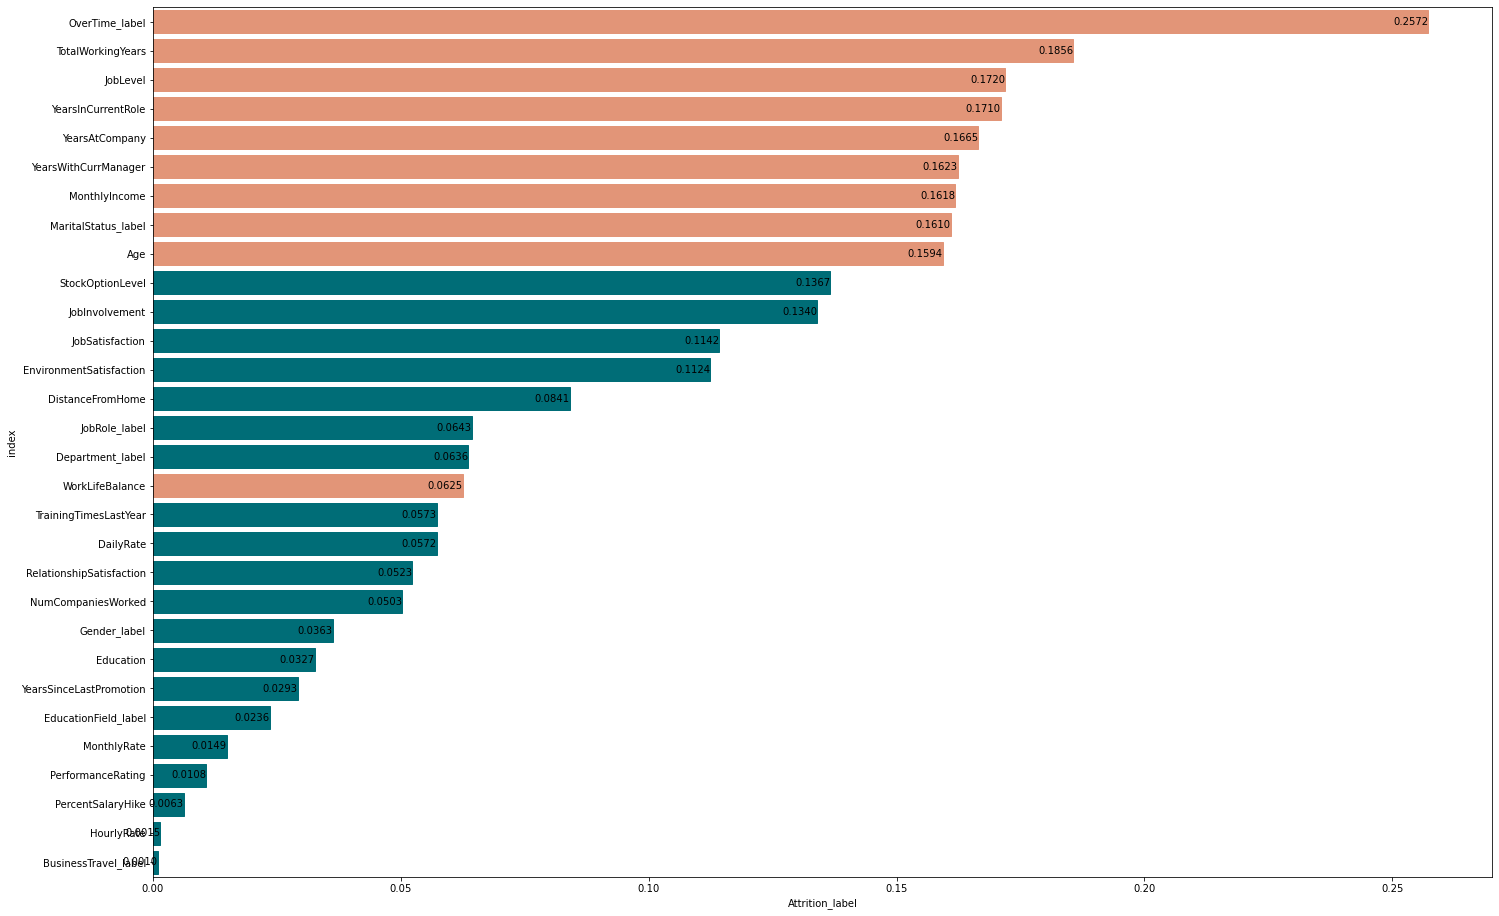 OverTime_label 0.2572
TotalWorkingYears 0.1856
JobLevel 0.1720
YearsInCurrentRole 0.1710
YearsAtCompany 0.1665
YearsWithCurrManager 0.1623
MonthlyIncome 0.1618
MaritalStatus_label 0.1610
Age 0.1594
StockOptionLevel 0.1367
JobInvolvement 0.1340
JobSatisfaction 0.1142
EnvironmentSatisfaction 0.1124
DistanceFromHome 0.0841
JobRole_label 0.0643
Department_label 0.0636
WorkLifeBalance 0.0625
TrainingTimesLastYear 0.0573
DailyRate 0.0572
RelationshipSatisfaction 0.0523
NumCompaniesWorked 0.0503
Gender_label 0.0363
Education 0.0327
YearsSinceLastPromotion 0.0293
EducationField_label 0.0236
MonthlyRate 0.0149
PerformanceRating 0.0108
PercentSalaryHike 0.0063
HourlyRate 0.0015
BusinessTravel_label 0.0010
index
0.00 0.05 0.10 0.15 0.20 0.25
Attrition_label